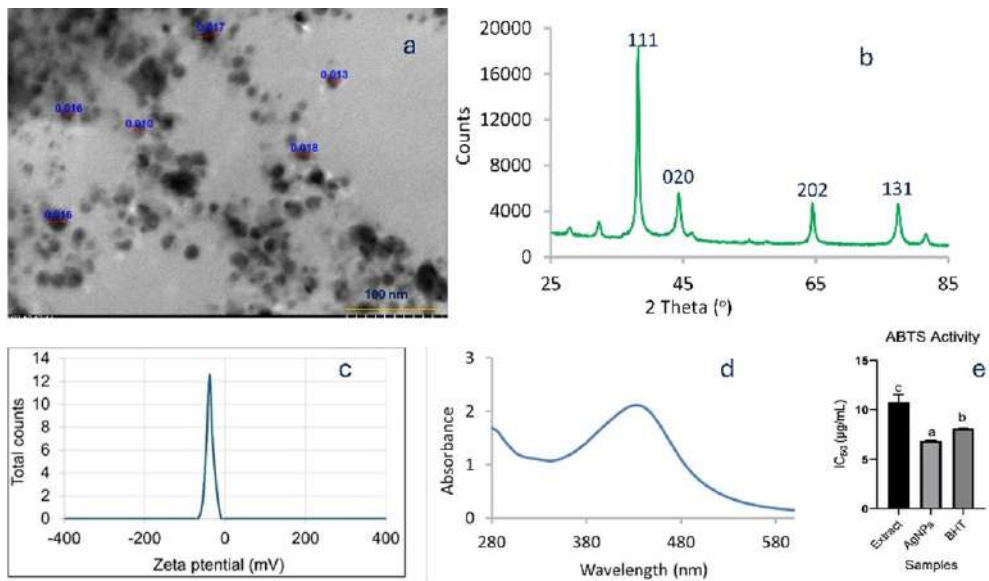 a
0.017
0.013
0.016
0.010
0.018
0.016
100 nm
b
111
020
202
131
Counts
20000
16000
12000
8000
4000
0
25
45
65
85
2 Theta (°)
c
Total counts
14
12
10
8
6
4
2
0
-400
-200
0
200
400
Zeta ptential (mV)
d
Absorbance
3
2
1
0
280
380
480
580
Wavelength (nm)
ABTS Activity
e
IC50 (µg/mL)
15
10
5
0
c
a
b
Extract
AgNPs
BHT
Samples